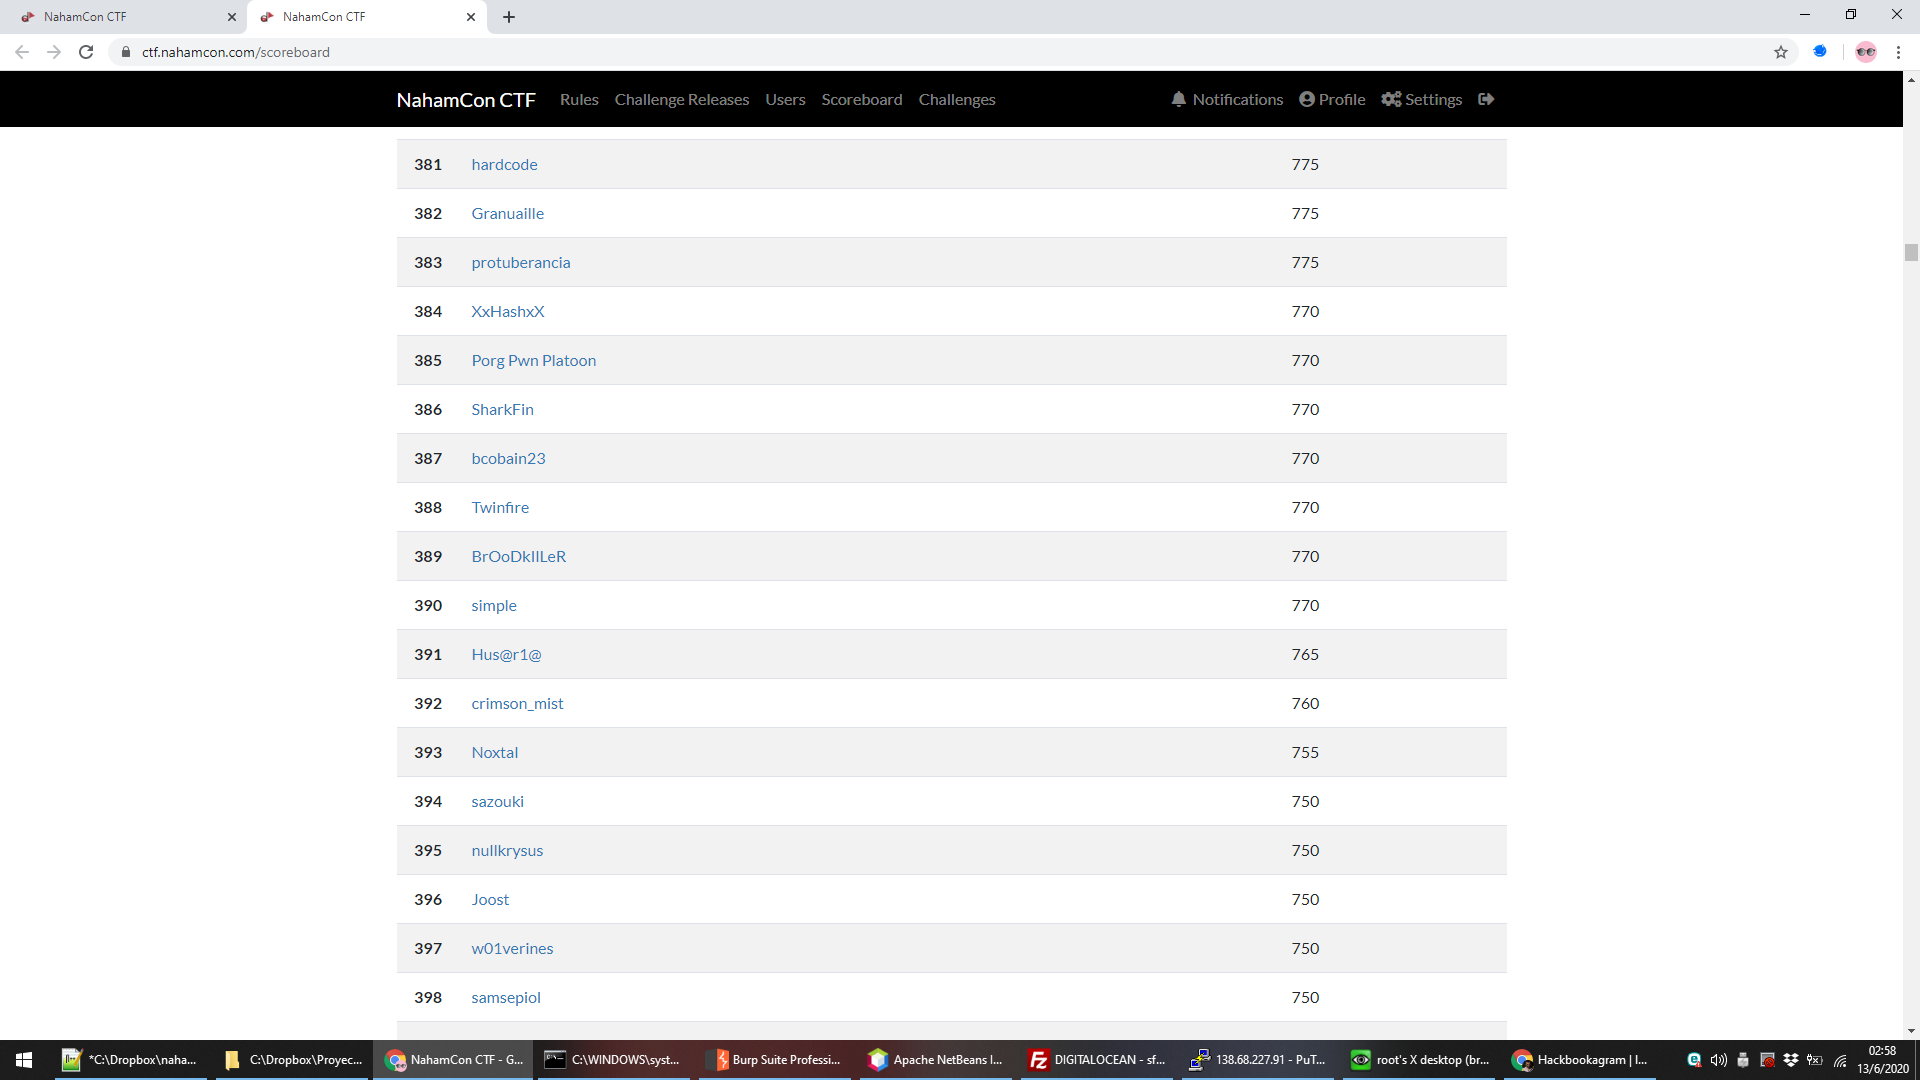 NahamCon CTF
NahamCon CTF
ctf.nahamcon.com/scoreboard
NahamCon CTF Rules Challenge Releases Users Scoreboard Challenges Notifications Profile Settings
381 hardcode 775
382 Granuaille 775
383 protuberancia 775
384 XxHashxX 770
385 Porg Pwn Platoon 770
386 SharkFin 770
387 bcobain23 770
388 Twinfire 770
389 BrOoDkIlLeR 770
390 simple 770
391 Hus@r1@ 765
392 crimson_mist 760
393 Noxtal 755
394 sazouki 750
395 nullkrysus 750
396 Joost 750
397 w01verines 750
398 samsepiol 750
*C:\Dropbox\naha... C:\Dropbox\Proyec... NahamCon CTF - G... C:\WINDOWS\syst... Burp Suite Professi... Apache NetBeans I... DIGITALOCEAN - sf... 138.68.227.91 - PuT... root's X desktop (br... Hackbookagram | I...
02:58
13/6/2020